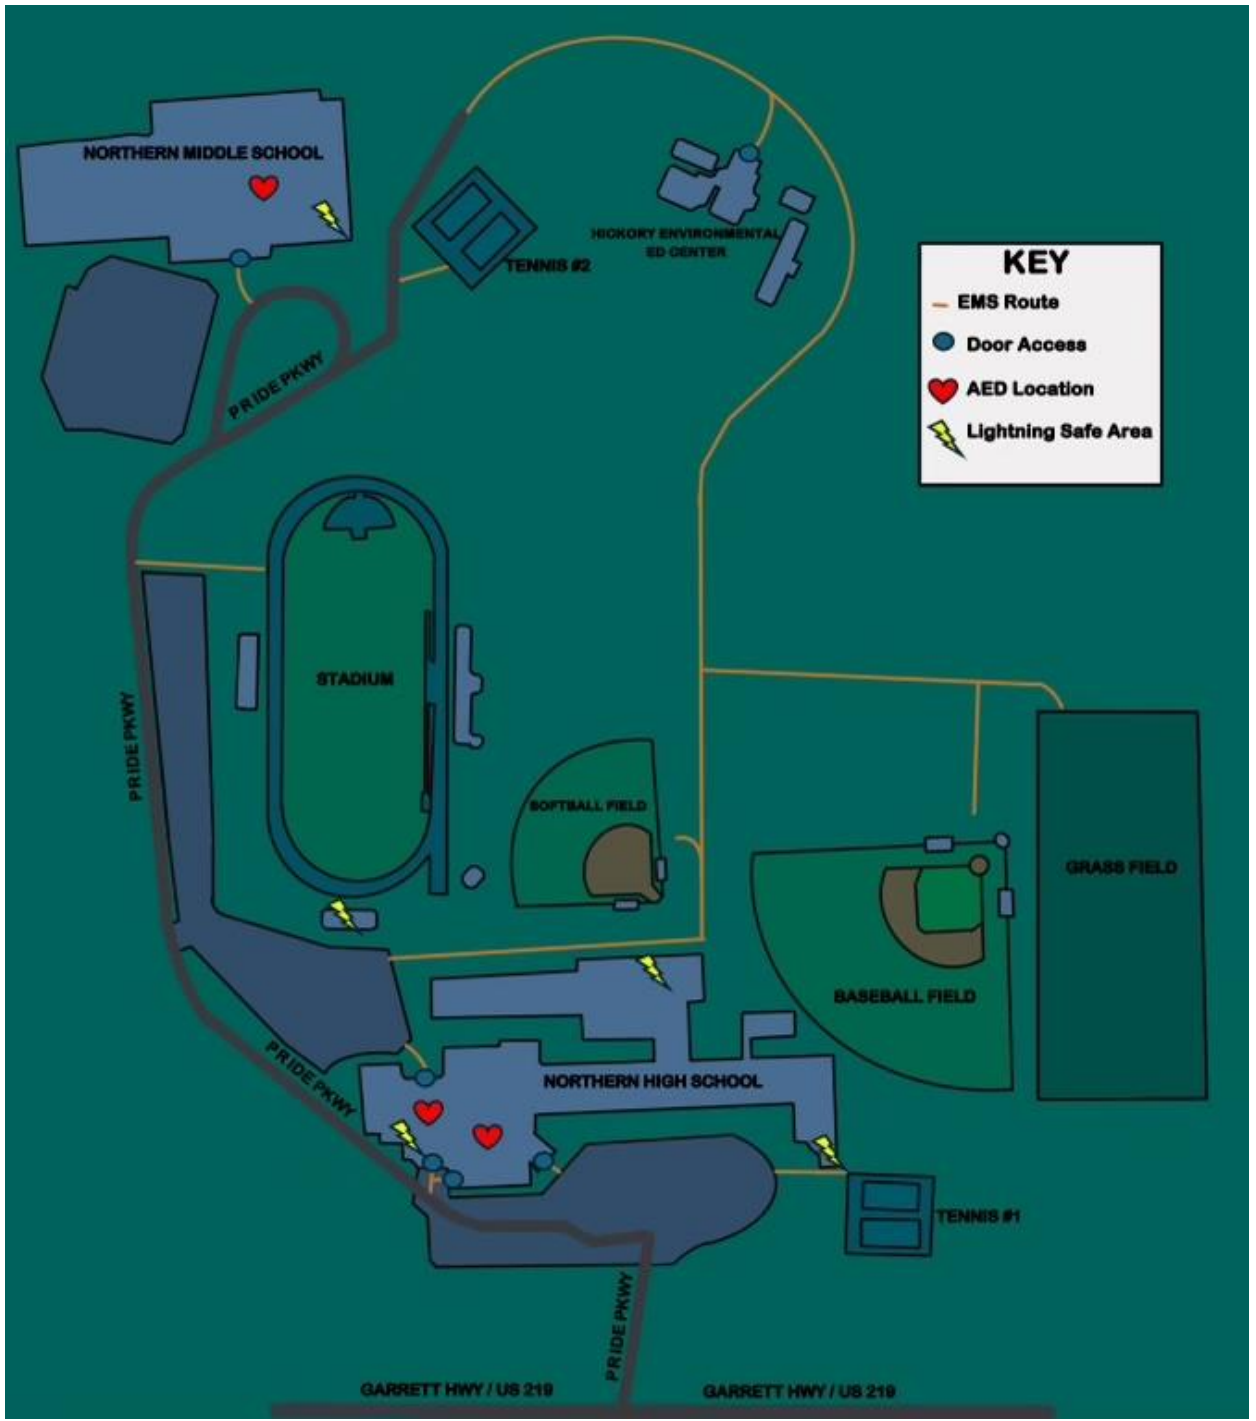 NORTHERN MIDDLE SCHOOL
HICKORY ENVIRONMENTAL
ED CENTER
TENNIS #2
KEY
EMS Route
Door Access
AED Location
Lightning Safe Area
PRIDE PKWY
STADIUM
PRIDE PKWY
SOFTBALL FIELD
GRASS FIELD
BASEBALL FIELD
PRIDE PKWY
NORTHERN HIGH SCHOOL
TENNIS #1
PRIDE PKWY
GARRETT HWY / US 219
GARRETT HWY / US 219